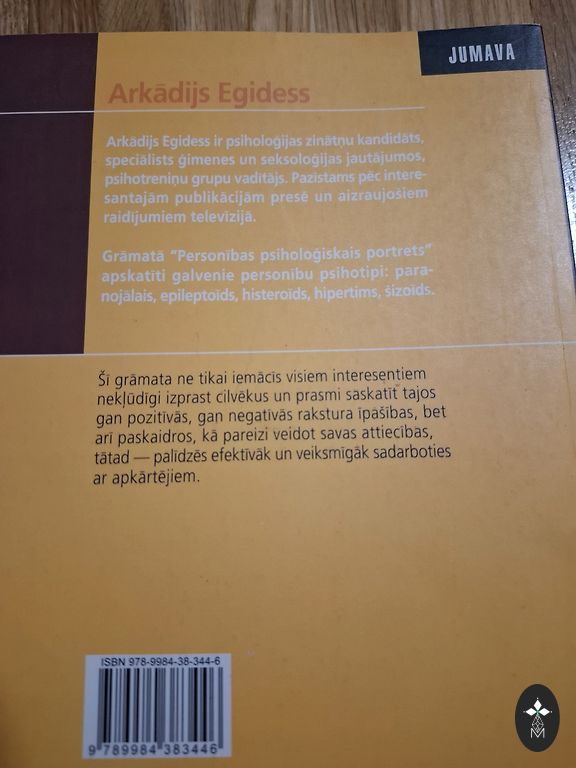 JUMAVA
Arkādijs Egidess
Arkādijs Egidess ir psiholoģijas zinātņu kandidāts,
speciālists ģimenes un seksoloģijas jautājumos,
psihotreniņu grupu vadītājs. Pazīstams pēc intere-
santajām publikācijām presē un aizraujošiem
raidījumiem televīzijā.
Grāmatā "Personības psiholoģiskais portrets"
apskatīti galvenie personību psihotipi: para-
nojālais, epileptoīds, histeroīds, hipertīms, šizoīds.
Šī grāmata ne tikai iemācīs visiem interesentiem
nekļūdīgi izprast cilvēkus un prasmi saskatīt tajos
gan pozitīvās, gan negatīvās rakstura īpašības, bet
arī paskaidros, kā pareizi veidot savas attiecības,
tātad — palīdzēs efektīvāk un veiksmīgāk sadarboties
ar apkārtējiem.
ISBN 978-9984-38-344-6
9 789984 383446
M